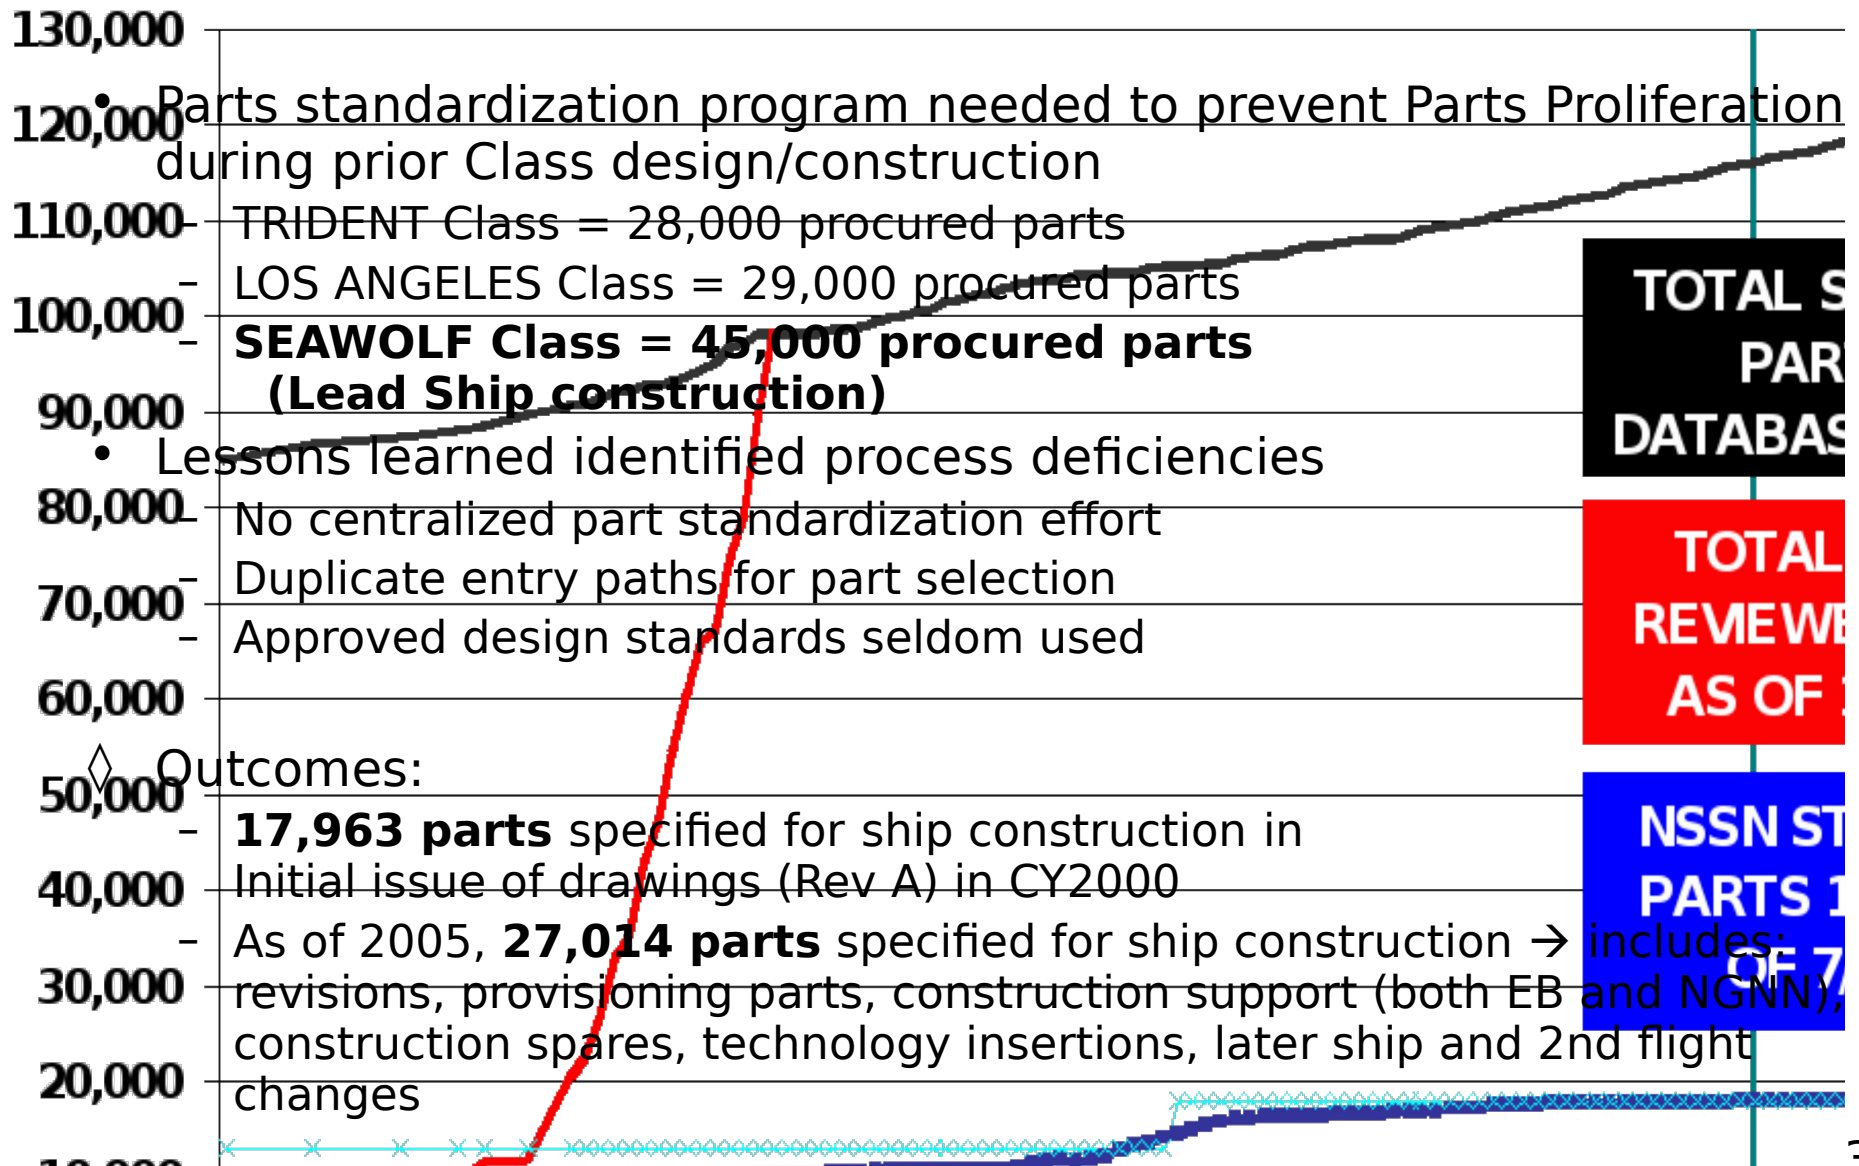 130,000
• Parts standardization program needed to prevent Parts Proliferation
120,000
during prior Class design/construction
110,000
– TRIDENT Class = 28,000 procured parts
– LOS ANGELES Class = 29,000 procured parts
100,000
– SEAWOLF Class = 45,000 procured parts
(Lead Ship construction)
90,000
• Lessons learned identified process deficiencies
80,000
– No centralized part standardization effort
– Duplicate entry paths for part selection
70,000
– Approved design standards seldom used
60,000
◊ Outcomes:
50,000
– 17,963 parts specified for ship construction in
Initial issue of drawings (Rev A) in CY2000
40,000
– As of 2005, 27,014 parts specified for ship construction → includes:
revisions, provisioning parts, construction support (both EB and NGNN),
30,000
construction spares, technology insertions, later ship and 2nd flight
20,000
changes
TOTAL S
PAR
DATABAS
TOTAL
REVIEWE
AS OF
NSSN ST
PARTS 1
OF 7/